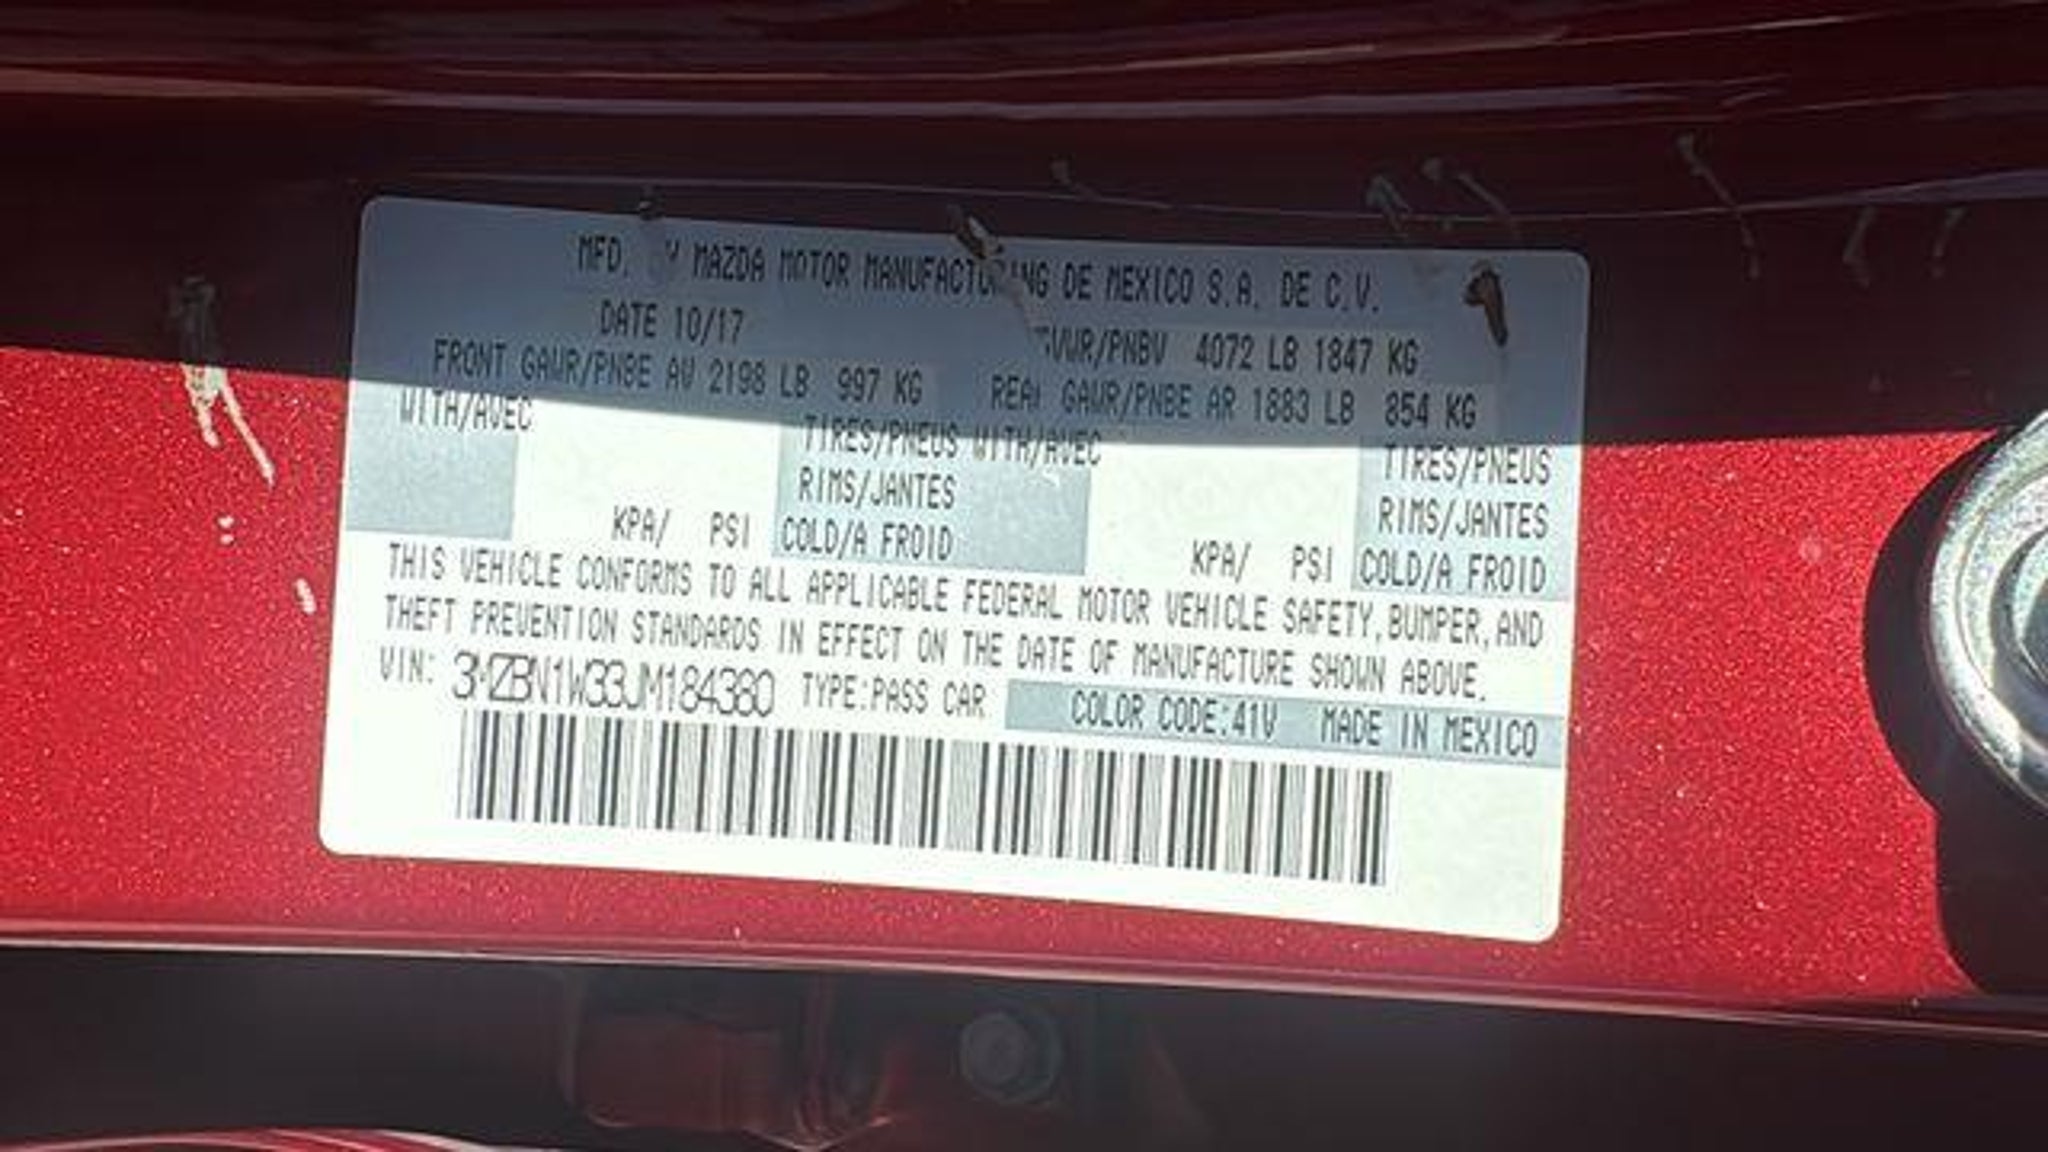 MFD. Y MAZDA MOTOR MANUFACTURING DE MEXICO S.A. DE C.V.
DATE 10/17 GVWR/PNBV 4072 LB 1847 KG
FRONT GAWR/PNBE AV 2198 LB 997 KG REAR GAWR/PNBE AR 1883 LB 854 KG
WITH/AVEC TIRES/PNEUS WITH/AVEC TIRES/PNEUS
RIMS/JANTES RIMS/JANTES
KPA/ PSI COLD/A FROID KPA/ PSI COLD/A FROID
THIS VEHICLE CONFORMS TO ALL APPLICABLE FEDERAL MOTOR VEHICLE SAFETY, BUMPER, AND
THEFT PREVENTION STANDARDS IN EFFECT ON THE DATE OF MANUFACTURE SHOWN ABOVE.
VIN: 3MZBN1W33JM184380 TYPE:PASS CAR COLOR CODE:41V MADE IN MEXICO